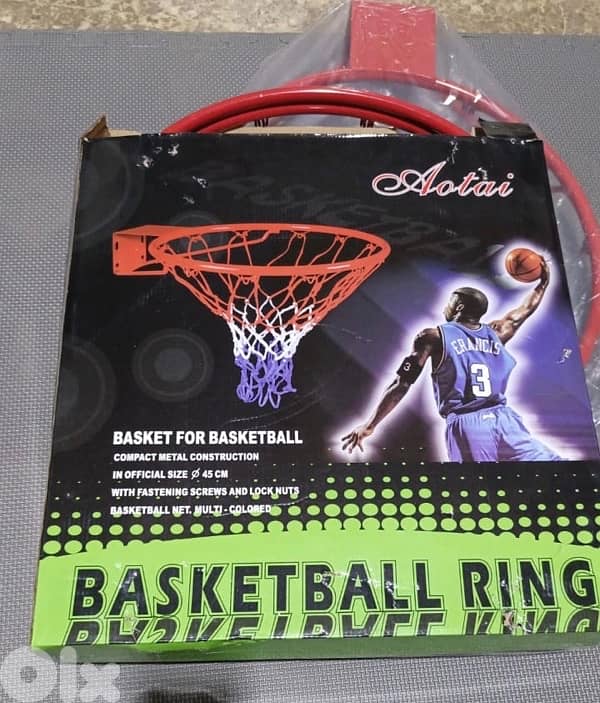 Aotai
FRANCIS
3
3
BASKET FOR BASKETBALL
COMPACT METAL CONSTRUCTION
IN OFFICIAL SIZE Ø 45 CM
WITH FASTENING SCREWS AND LOCK NUTS
BASKETBALL NET, MULTI - COLORED
BASKETBALL RING
olx